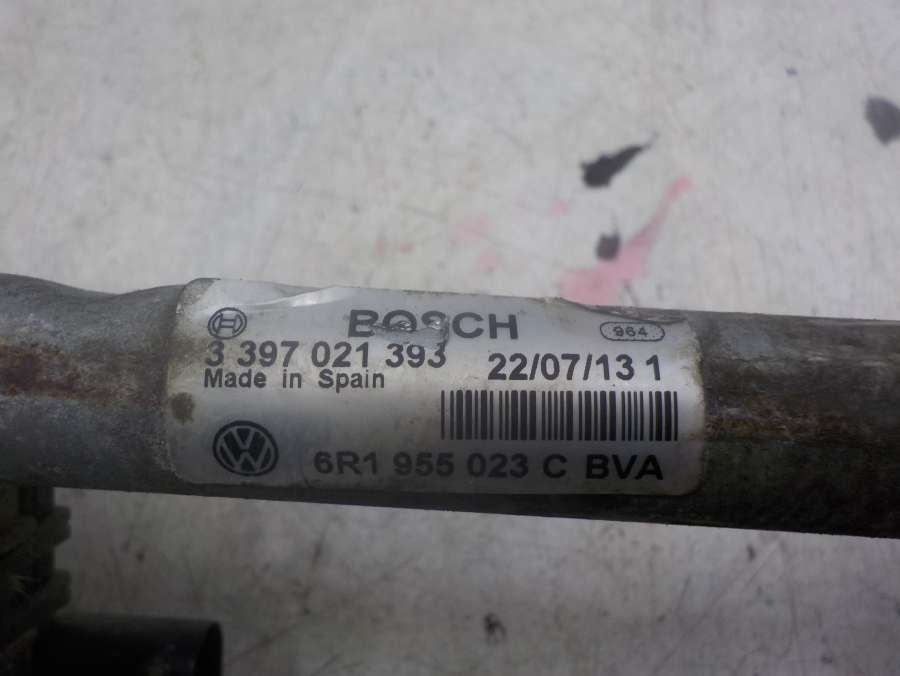 BOSCH 964
3 397 021 393 22/07/13 1
Made in Spain
6R1 955 023 C BVA